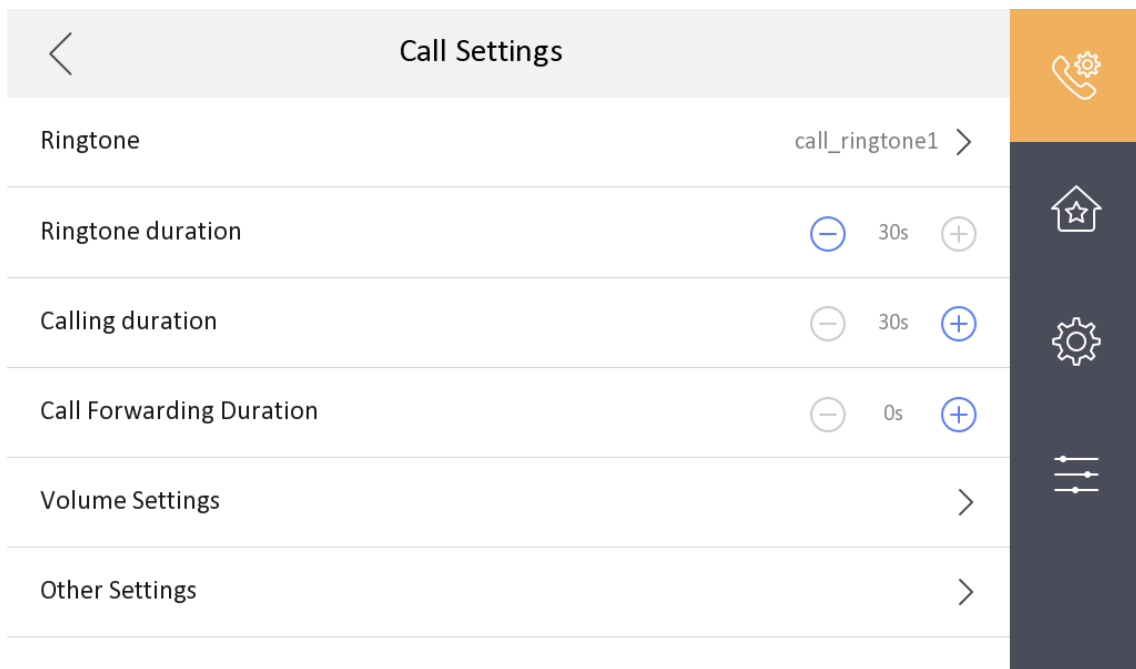 Call Settings
Ringtone call_ringtone1
Ringtone duration 30s
Calling duration 30s
Call Forwarding Duration 0s
Volume Settings
Other Settings